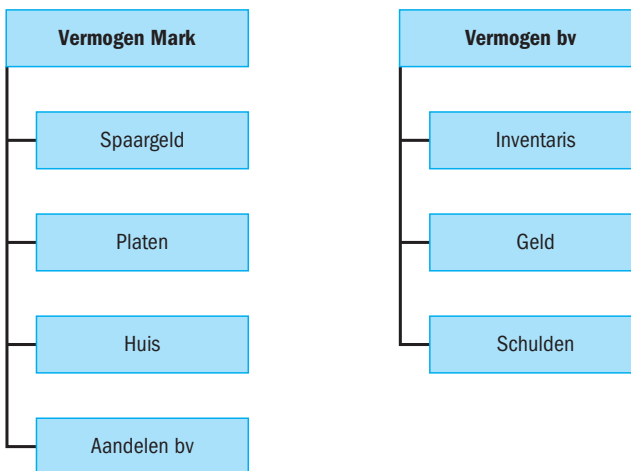 Vermogen Mark
Spaargeld
Platen
Huis
Aandelen bv
Vermogen bv
Inventaris
Geld
Schulden